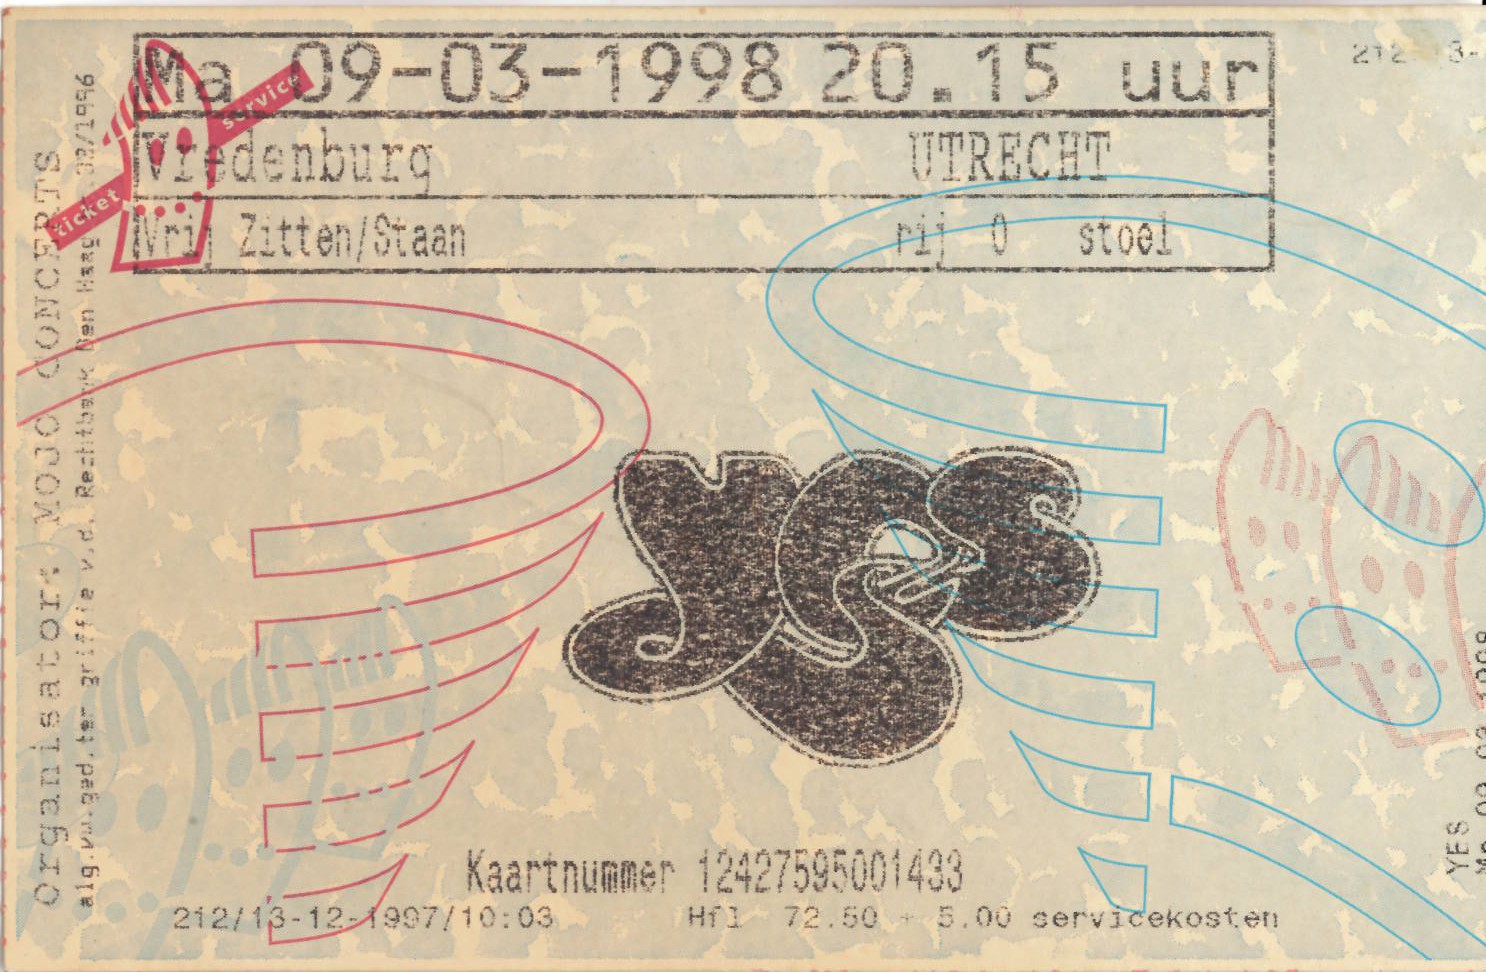 Ma 09-03-1998 20.15 uur
Vredenburg UTRECHT
Vrij Zitten/Staan rij 0 stoel
ticket service
Organisator: MOJO CONCERTS
alg.vw.ged.ter griffie v.d. Rechtbank Den Haag 38/1996
YES
Kaartnummer 12427595001433
212/13-12-1997/10:03 Hfl 72.50 + 5.00 servicekosten
212
YES